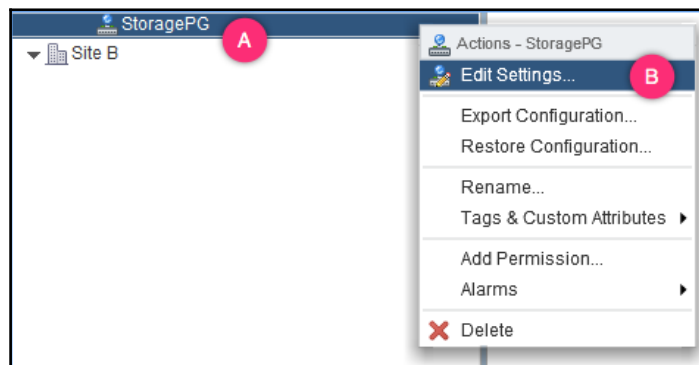 StoragePG
A
Site B
Actions - StoragePG
Edit Settings...
B
Export Configuration...
Restore Configuration...
Rename...
Tags & Custom Attributes
Add Permission...
Alarms
Delete